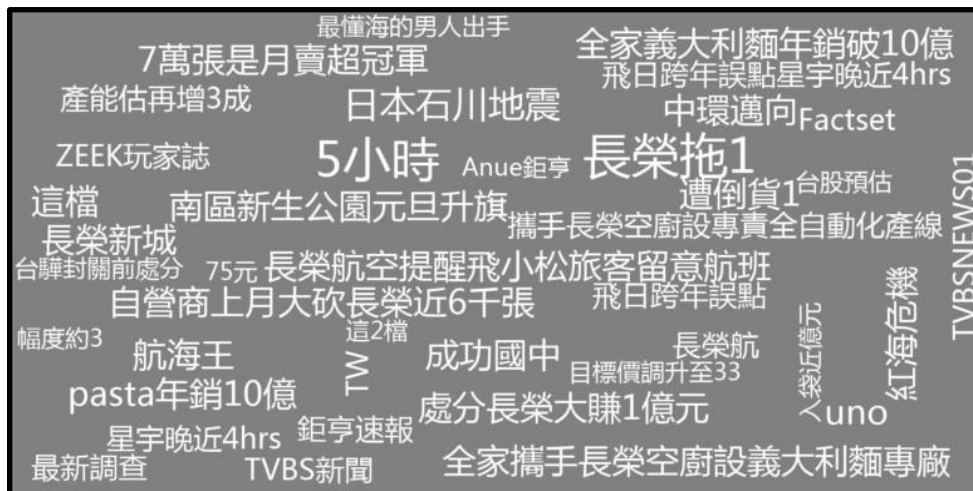 最懂海的男人出手
7萬張是月賣超冠軍
全家義大利麵年銷破10億
飛日跨年誤點星宇晚近4hrs
產能估再增3成
日本石川地震
中環邁向
Factset
ZEEK玩家誌
5小時
Anue鉅亨
長榮拖1
這檔
南區新生公園元旦升旗
遭倒貨1
台股預估
攜手長榮空廚設專責全自動化產線
長榮新城
台驊封關前處分
75元
長榮航空提醒飛小松旅客留意航班
自營商上月大砍長榮近6千張
飛日跨年誤點
TVBSNEWS01
幅度約3
航海王
這2檔
TW
成功國中
長榮航
目標價調升至33
入袋近億元
紅海危機
pasta年銷10億
處分長榮大賺1億元
uno
星宇晚近4hrs
鉅亨速報
最新調查
TVBS新聞
全家攜手長榮空廚設義大利麵專廠